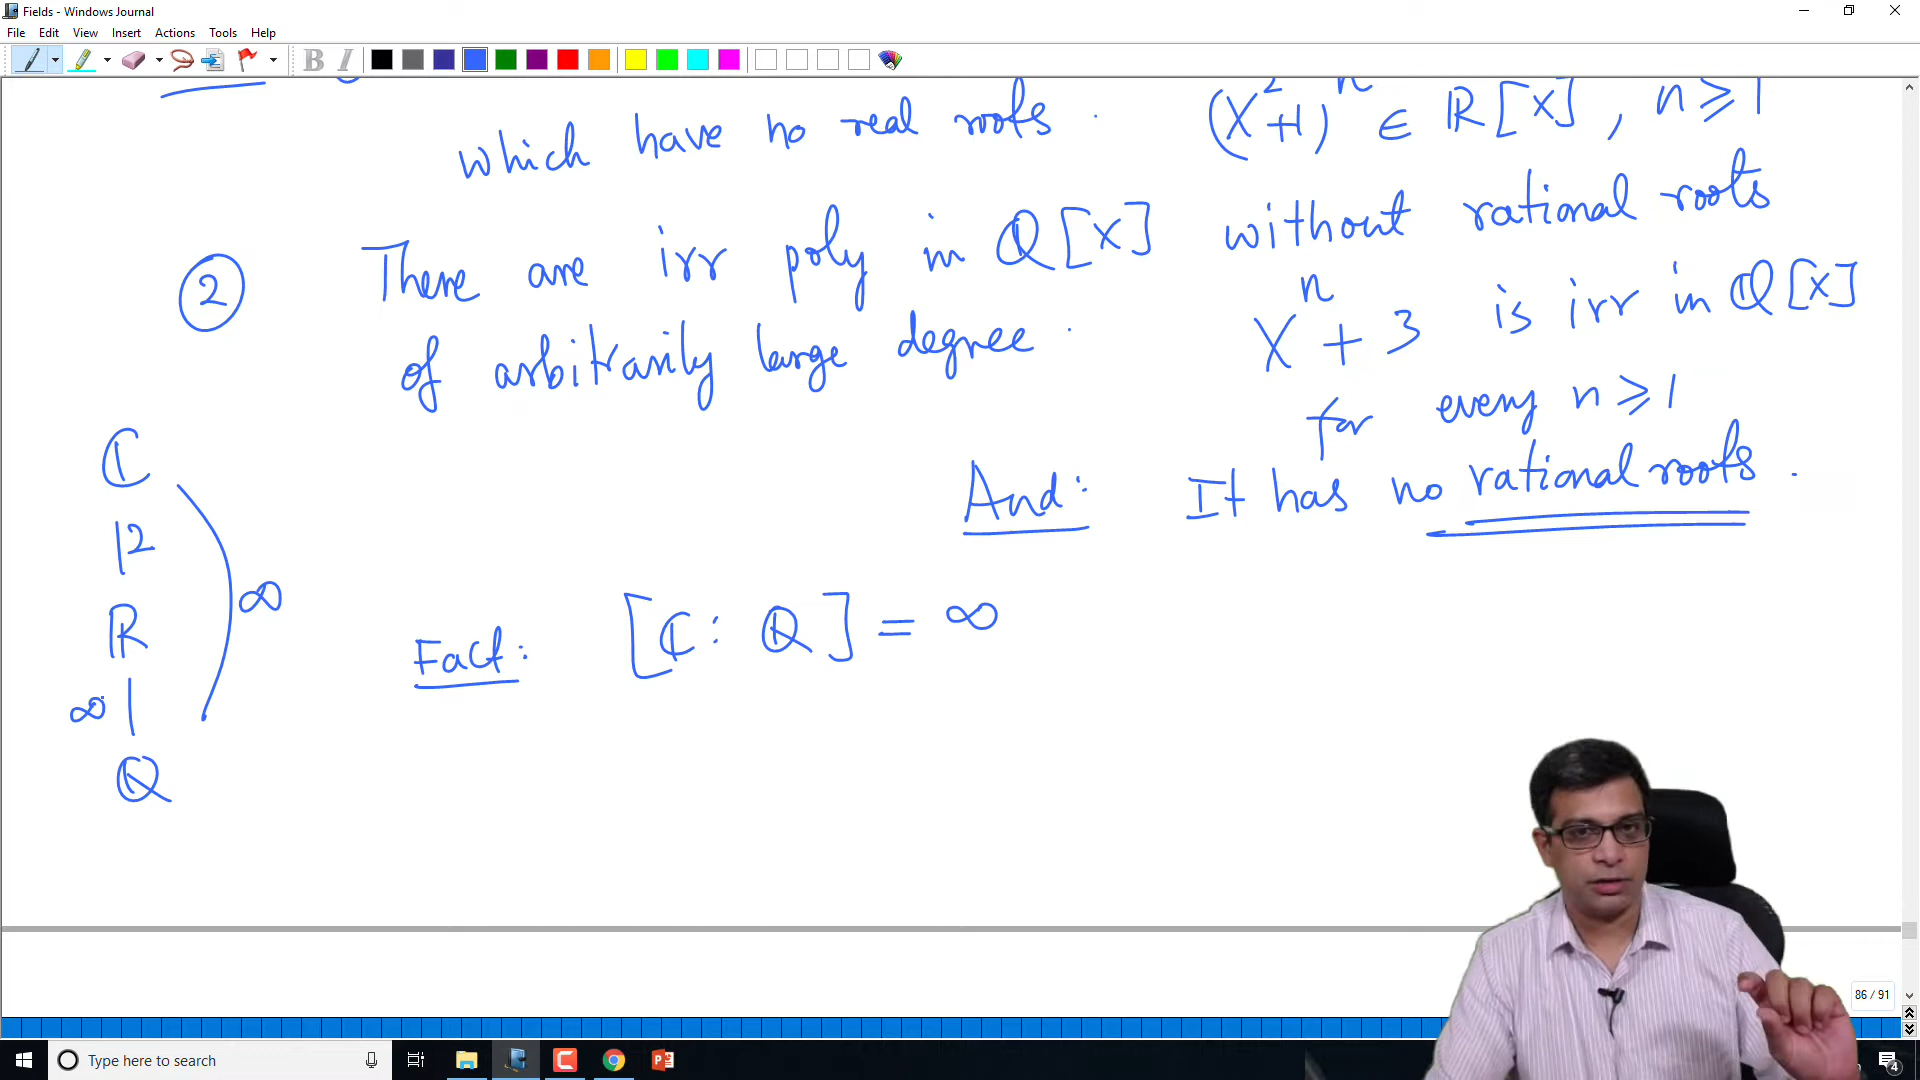 Fields - Windows Journal
File Edit View Insert Actions Tools Help
B I
which have no real roots. (X²+1)ⁿ ∈ ℝ[X], n ≥ 1
② There are irr poly in ℚ[X] without rational roots
of arbitrarily large degree. Xⁿ + 3 is irr in ℚ[X]
for every n ≥ 1
And: It has no rational roots.
ℂ
| 2
ℝ
∞ |
ℚ
∞
Fact: [ℂ : ℚ] = ∞
86 / 91
Type here to search
4